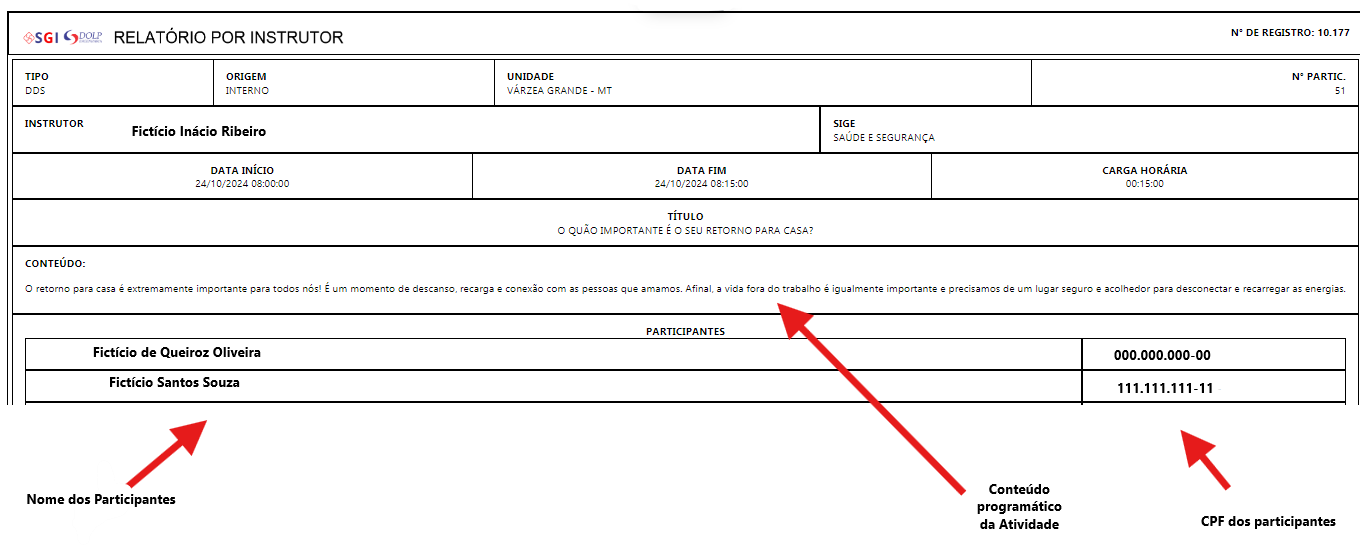 SGI DOLP RELATÓRIO POR INSTRUTOR
N° DE REGISTRO: 10.177
TIPO
DDS
ORIGEM
INTERNO
UNIDADE
VÁRZEA GRANDE - MT
N° PARTIC.
51
INSTRUTOR
Fictício Inácio Ribeiro
SIGE
SAÚDE E SEGURANÇA
DATA INÍCIO
24/10/2024 08:00:00
DATA FIM
24/10/2024 08:15:00
CARGA HORÁRIA
00:15:00
TÍTULO
O QUÃO IMPORTANTE É O SEU RETORNO PARA CASA?
CONTEÚDO:
O retorno para casa é extremamente importante para todos nós! É um momento de descanso, recarga e conexão com as pessoas que amamos. Afinal, a vida fora do trabalho é igualmente importante e precisamos de um lugar seguro e acolhedor para desconectar e recarregar as energias.
PARTICIPANTES
Fictício de Queiroz Oliveira 000.000.000-00
Fictício Santos Souza 111.111.111-11
Nome dos Participantes
Conteúdo
programático
da Atividade
CPF dos participantes